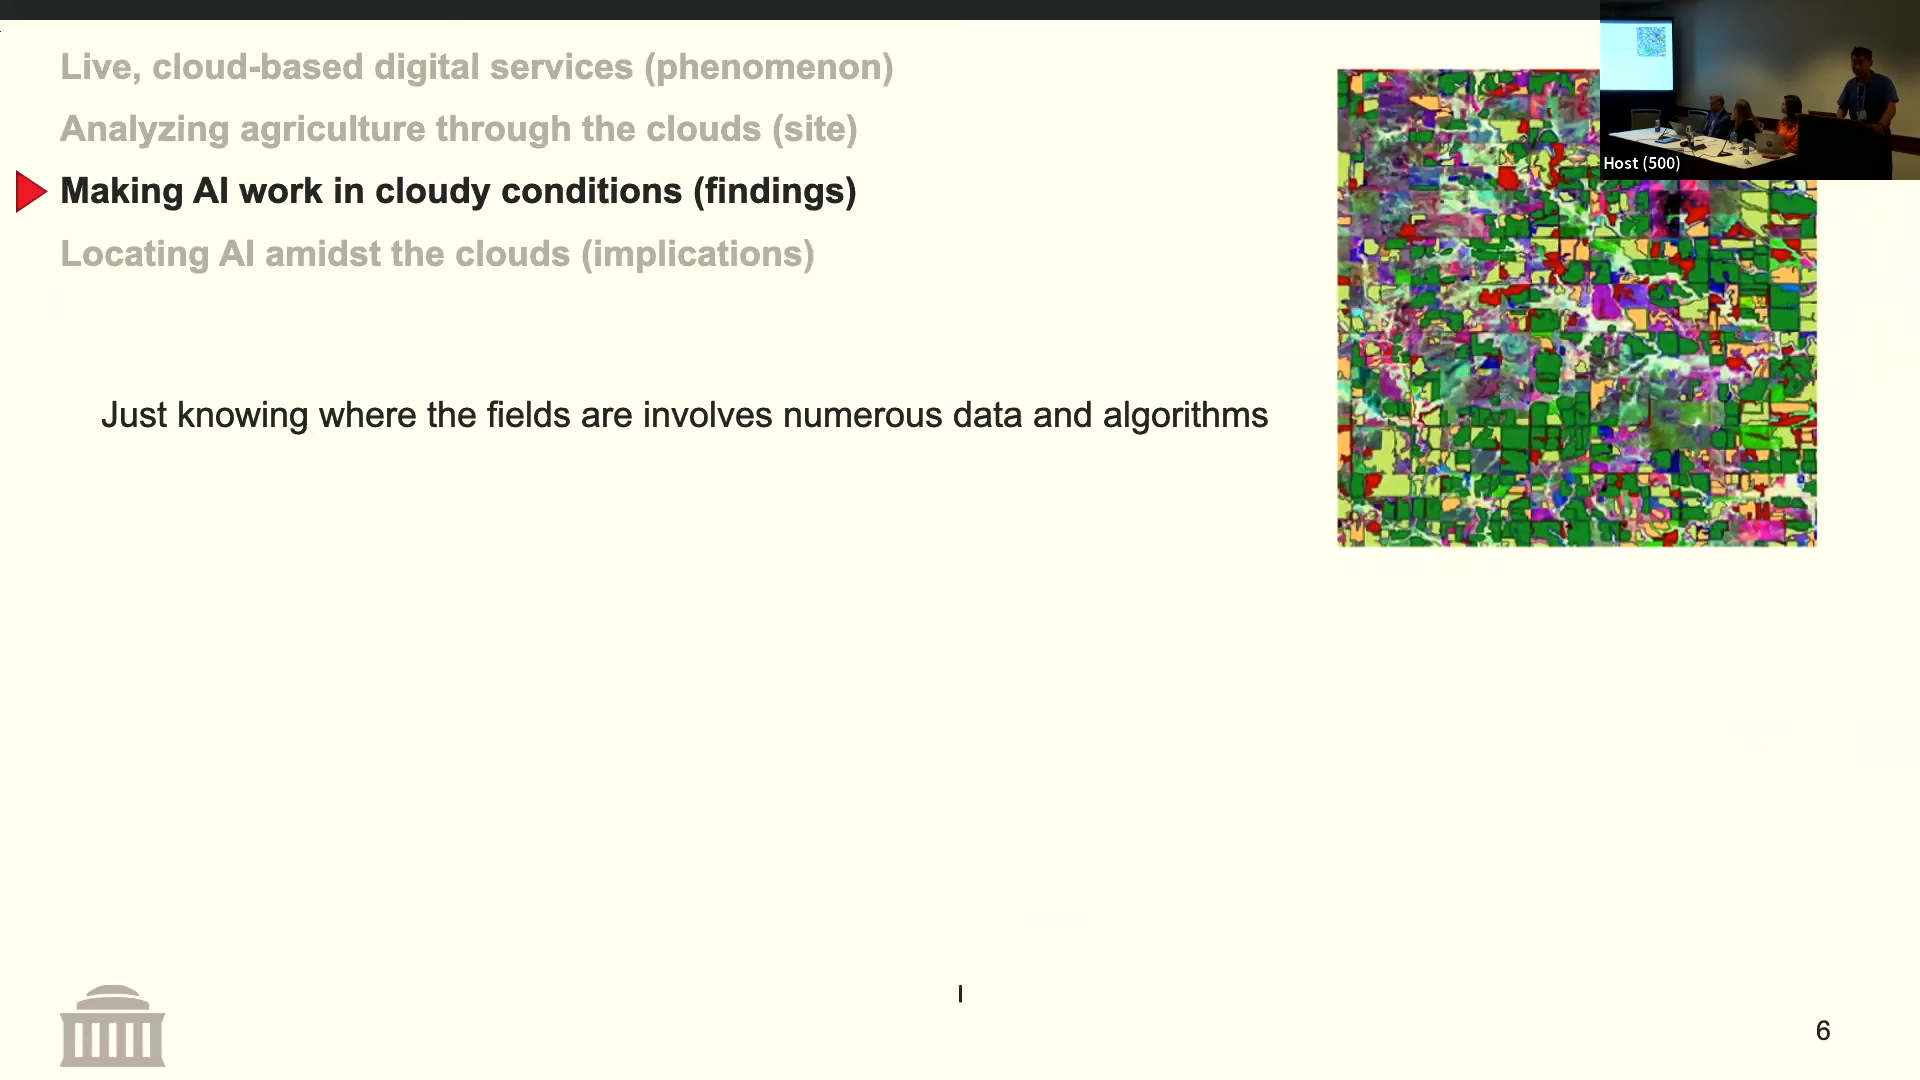 Live, cloud-based digital services (phenomenon)
Analyzing agriculture through the clouds (site)
Making AI work in cloudy conditions (findings)
Locating AI amidst the clouds (implications)
Host (500)
Just knowing where the fields are involves numerous data and algorithms
6